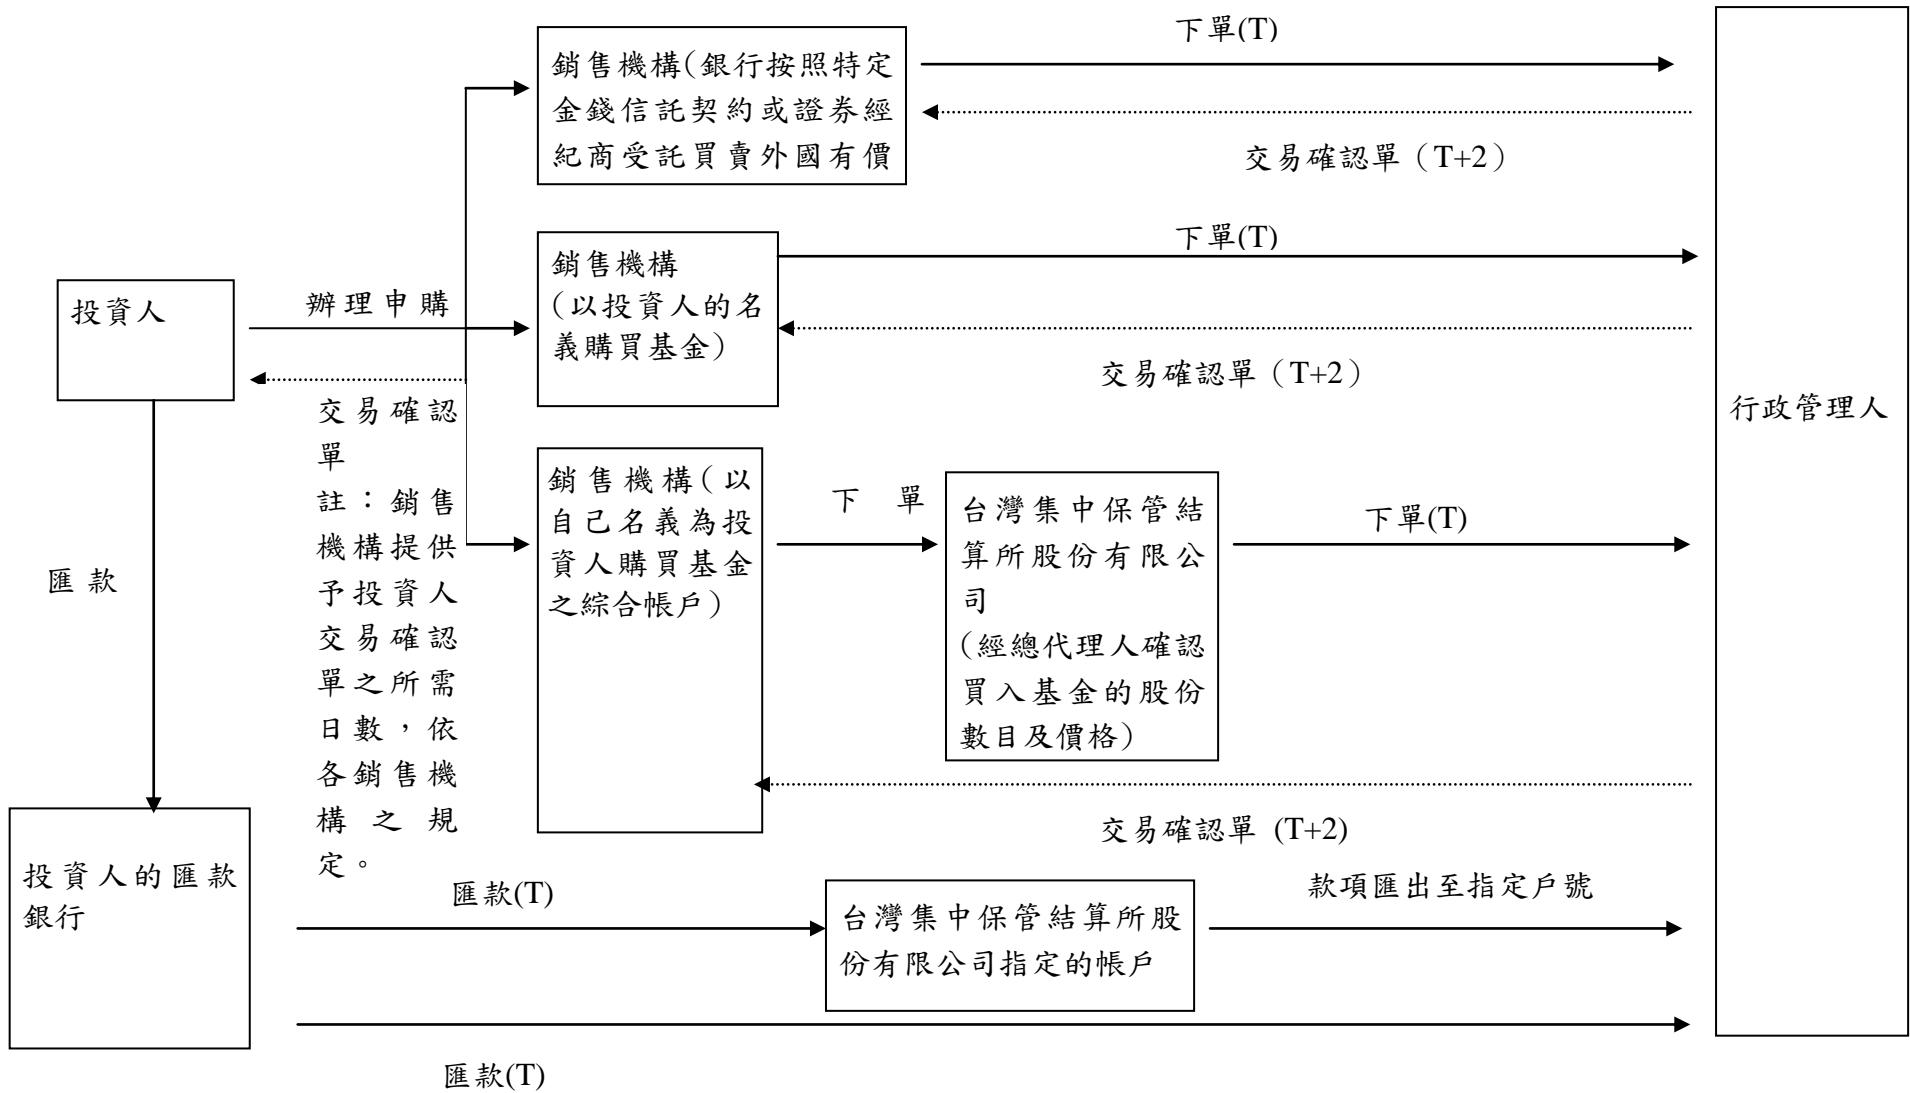 下單(T)
銷售機構(銀行按照特定
金錢信託契約或證券經
紀商受託買賣外國有價
交易確認單（T+2）
下單(T)
銷售機構
（以投資人的名
義購買基金）
交易確認單（T+2）
投資人
辦理申購
交易確認
單
註：銷售
機構提供
予投資人
交易確認
單之所需
日數，依
各銷售機
構之規
定。
行政管理人
銷售機構（以
自己名義為投
資人購買基金
之綜合帳戶）
下 單
台灣集中保管結
算所股份有限公
司
（經總代理人確認
買入基金的股份
數目及價格）
下單(T)
交易確認單 (T+2)
匯款
投資人的匯款
銀行
匯款(T)
台灣集中保管結算所股
份有限公司指定的帳戶
款項匯出至指定戶號
匯款(T)